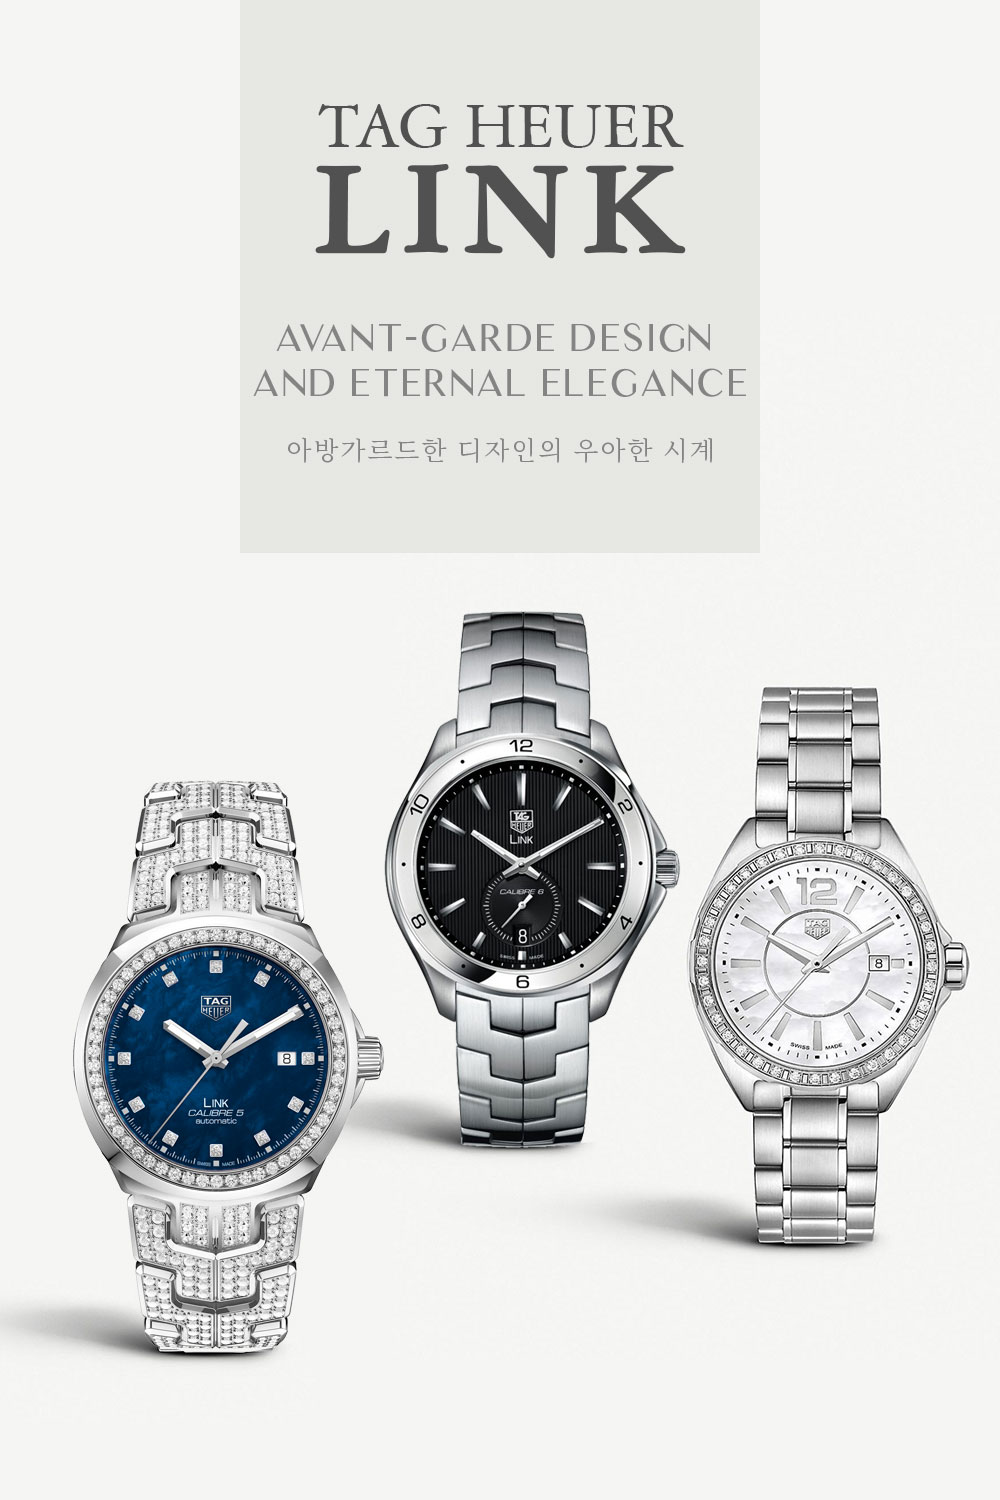 TAG HEUER
LINK
AVANT-GARDE DESIGN
AND ETERNAL ELEGANCE
아방가르드한 디자인의 우아한 시계
12
10
2
TAG
HEUER
LINK
CALIBRE 6
8
4
8
SWISS MADE
6
12
TAG
HEUER
8
SWISS MADE
TAG
HEUER
8
LINK
CALIBRE 5
automatic
SWISS MADE